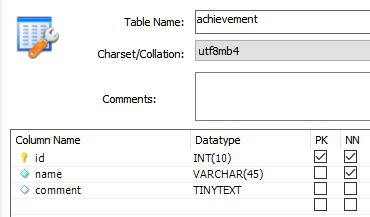 Table Name: achievement
Charset/Collation: utf8mb4
Comments:
Column Name Datatype PK NN
id INT(10)
name VARCHAR(45)
comment TINYTEXT